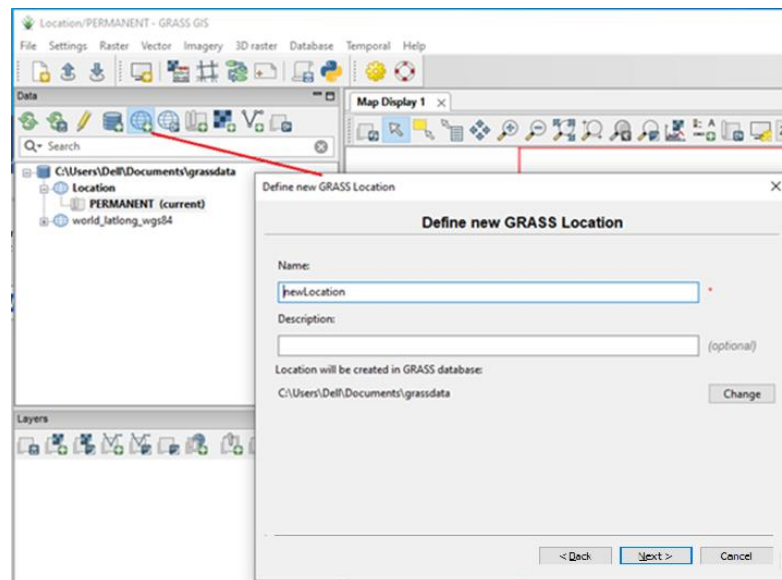 Location/PERMANENT - GRASS GIS
File Settings Raster Vector Imagery 3D raster Database Temporal Help
Data
Map Display 1
Search
C:\Users\Dell\Documents\grassdata
Location
PERMANENT (current)
world_latlong_wgs84
Define new GRASS Location
Define new GRASS Location
Name:
newLocation
*
Description:
(optional)
Location will be created in GRASS database:
C:\Users\Dell\Documents\grassdata
Change
Layers
< Back Next > Cancel